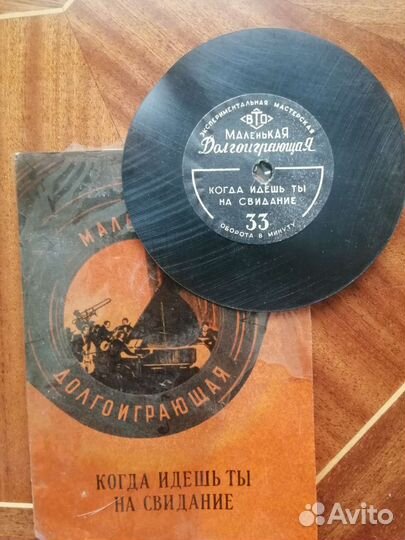 ЭКСПЕРИМЕНТАЛЬНАЯ МАСТЕРСКАЯ
ВТО
МАЛЕНЬКАЯ
Долгоиграющая
КОГДА ИДЕШЬ ТЫ
НА СВИДАНИЕ
33
ОБОРОТА В МИНУТУ
ДОЛГОИГРАЮЩАЯ
КОГДА ИДЕШЬ ТЫ
НА СВИДАНИЕ
Avito